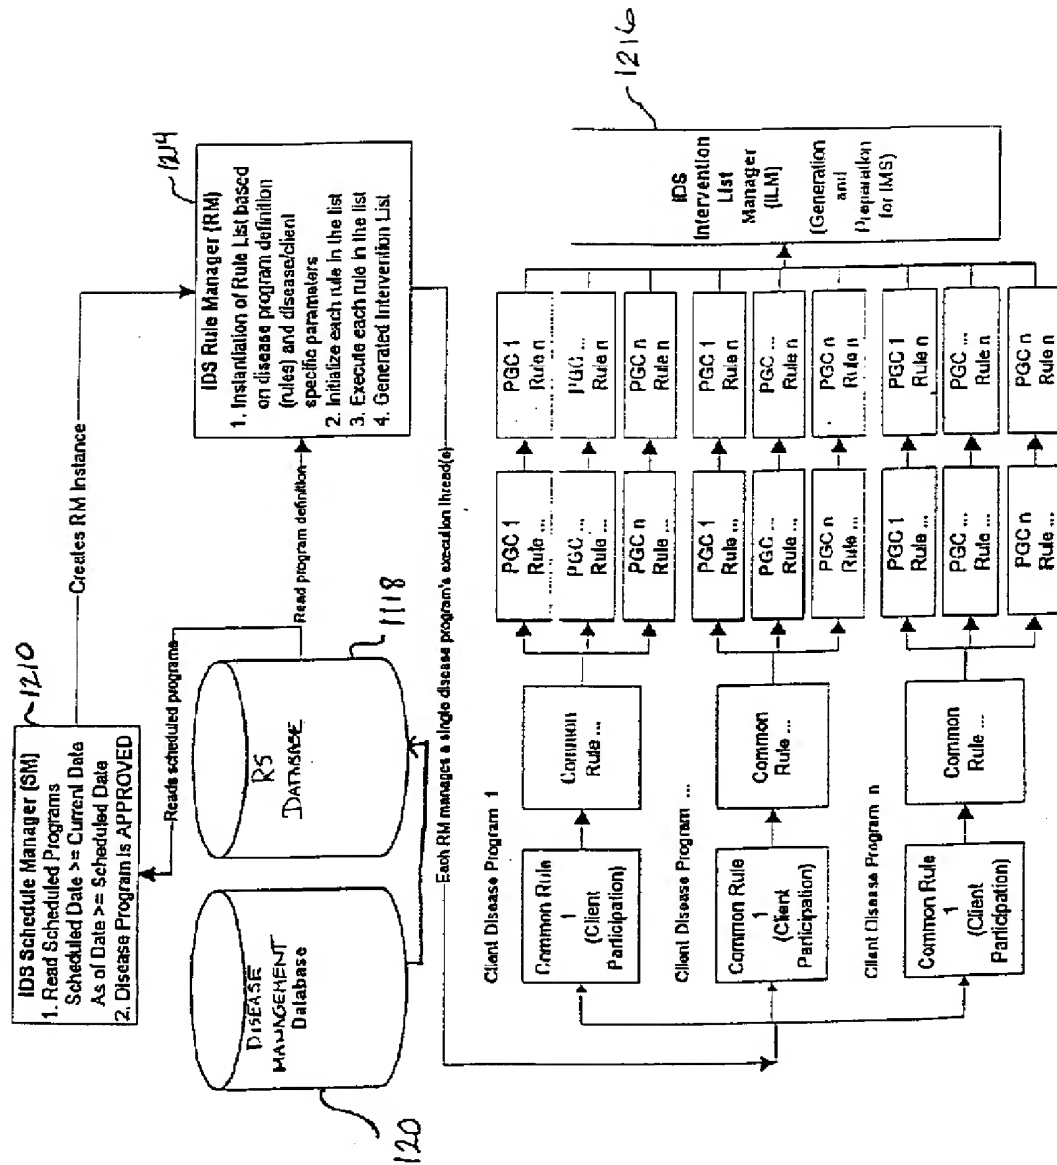 IDS Schedule Manager (SM)
1. Read Scheduled Programs
Scheduled Date >= Current Date
As of Date >= Scheduled Date
2. Disease Program is APPROVED
1210
Creates RM Instance
1214
IDS Rule Manager (RM)
1. Instantiation of Rule List based
on disease program definition
(rules) and disease/client
specific parameters
2. Initialize each rule in the list
3. Execute each rule in the list
4. Generated Intervention List
Reads scheduled programs
Read program definition
DISEASE
MANAGEMENT
Database
120
RS
DATABASE
1118
Each RM manages a single disease program's execution thread(s)
Client Disease Program 1
Common Rule
1
(Client
Participation)
Common
Rule ...
PGC 1
Rule ...
PGC 1
Rule n
PGC ...
Rule ...
PGC ...
Rule n
PGC n
Rule ...
PGC n
Rule n
Client Disease Program ...
Common Rule
1
(Client
Participation)
Common
Rule ...
PGC 1
Rule ...
PGC 1
Rule n
PGC ...
Rule ...
PGC ...
Rule n
PGC n
Rule ...
PGC n
Rule n
Client Disease Program n
Common Rule
1
(Client
Participation)
Common
Rule ...
PGC 1
Rule ...
PGC 1
Rule n
PGC ...
Rule ...
PGC ...
Rule n
PGC n
Rule ...
PGC n
Rule n
IDS
Intervention
List
Manager
(ILM)
(Generation
and
Preparation
for IMS)
1216